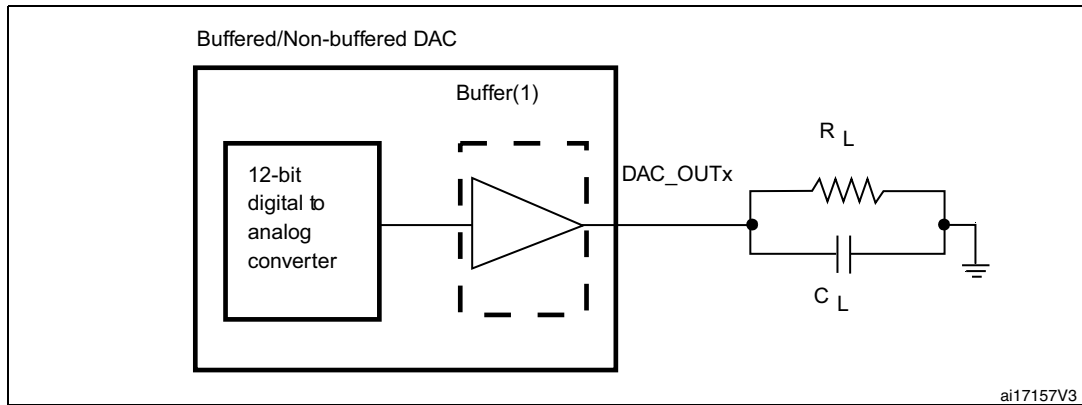 Buffered/Non-buffered DAC
Buffer(1)
12-bit
digital to
analog
converter
DAC_OUTx
R L
C L
ai17157V3